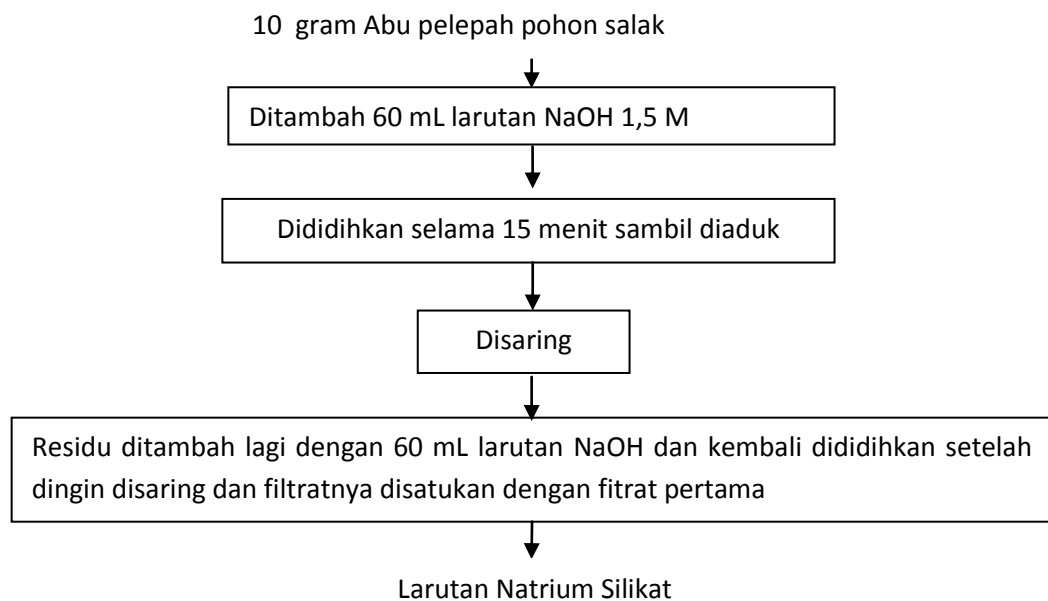 10 gram Abu pelepah pohon salak
Ditambah 60 mL larutan NaOH 1,5 M
Dididihkan selama 15 menit sambil diaduk
Disaring
Residu ditambah lagi dengan 60 mL larutan NaOH dan kembali dididihkan setelah
dingin disaring dan filtratnya disatukan dengan fitrat pertama
Larutan Natrium Silikat